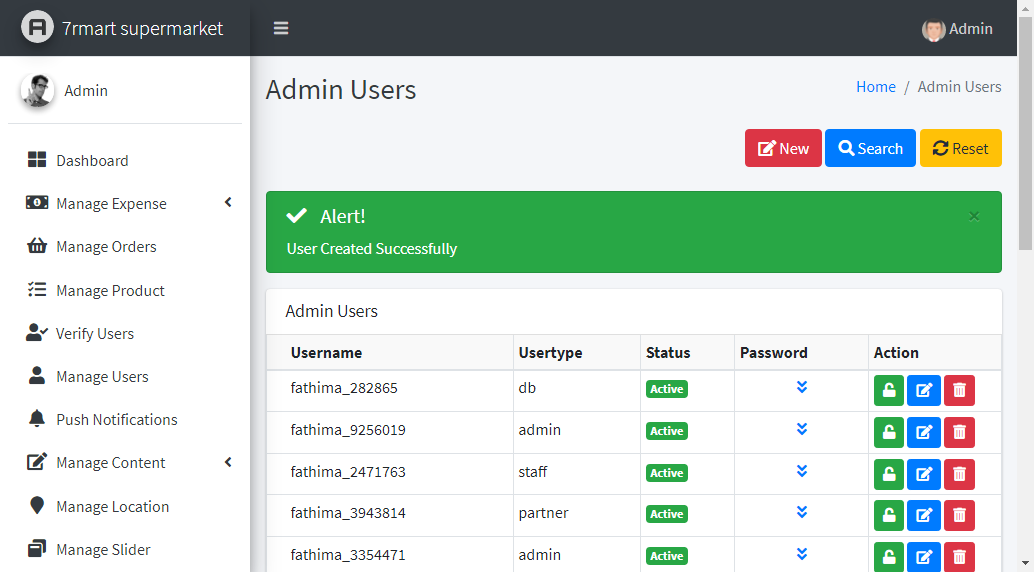 7rmart supermarket
Admin
Admin
Dashboard
Manage Expense
Manage Orders
Manage Product
Verify Users
Manage Users
Push Notifications
Manage Content
Manage Location
Manage Slider
Admin Users
Home / Admin Users
New Search Reset
Alert! ×
User Created Successfully
Admin Users
Username Usertype Status Password Action
fathima_282865 db Active
fathima_9256019 admin Active
fathima_2471763 staff Active
fathima_3943814 partner Active
fathima_3354471 admin Active